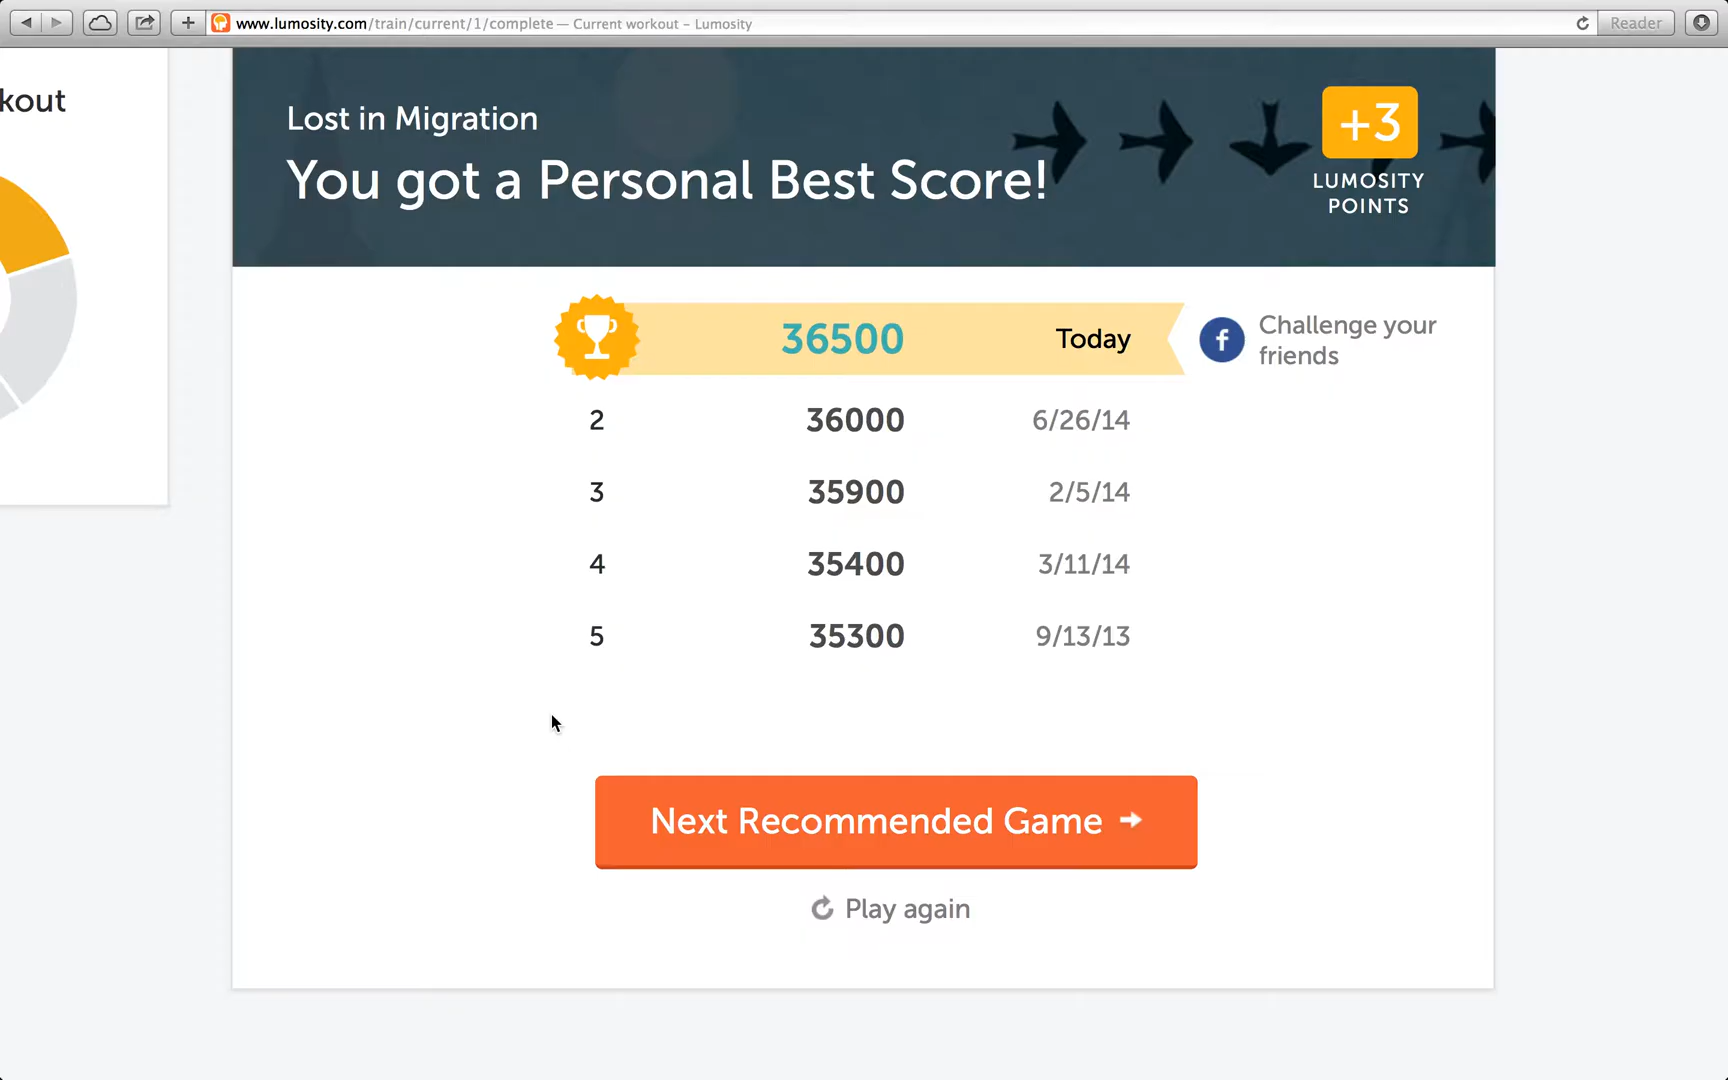 www.lumosity.com/train/current/1/complete — Current workout – Lumosity
Reader
kout
Lost in Migration
You got a Personal Best Score!
+3
LUMOSITY
POINTS
36500 Today
Challenge your
friends
2 36000 6/26/14
3 35900 2/5/14
4 35400 3/11/14
5 35300 9/13/13
Next Recommended Game
Play again